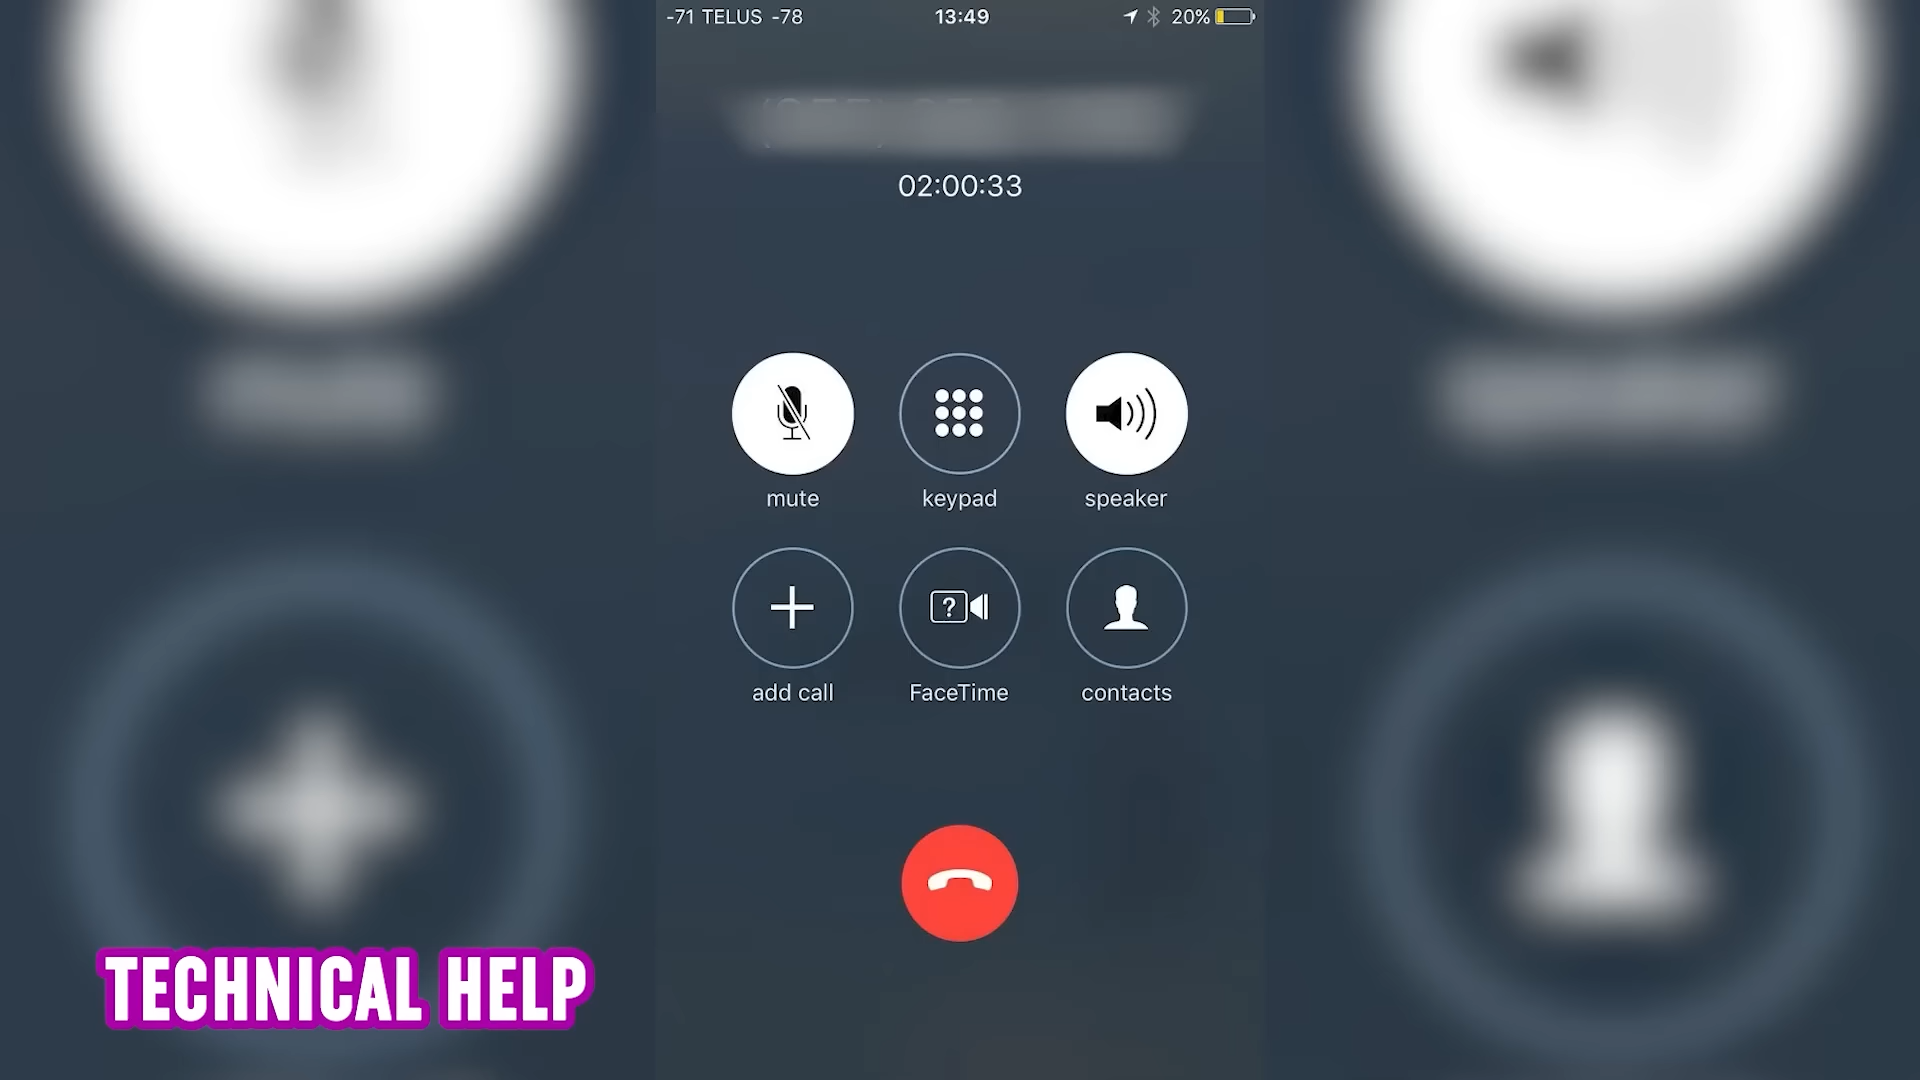 -71 TELUS -78 13:49 20%
02:00:33
mute keypad speaker
?
add call FaceTime contacts
TECHNICAL HELP